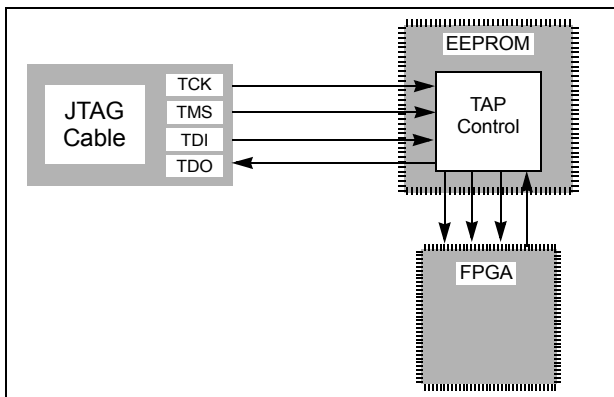 EEPROM
JTAG
Cable
TCK
TMS
TDI
TDO
TAP
Control
FPGA